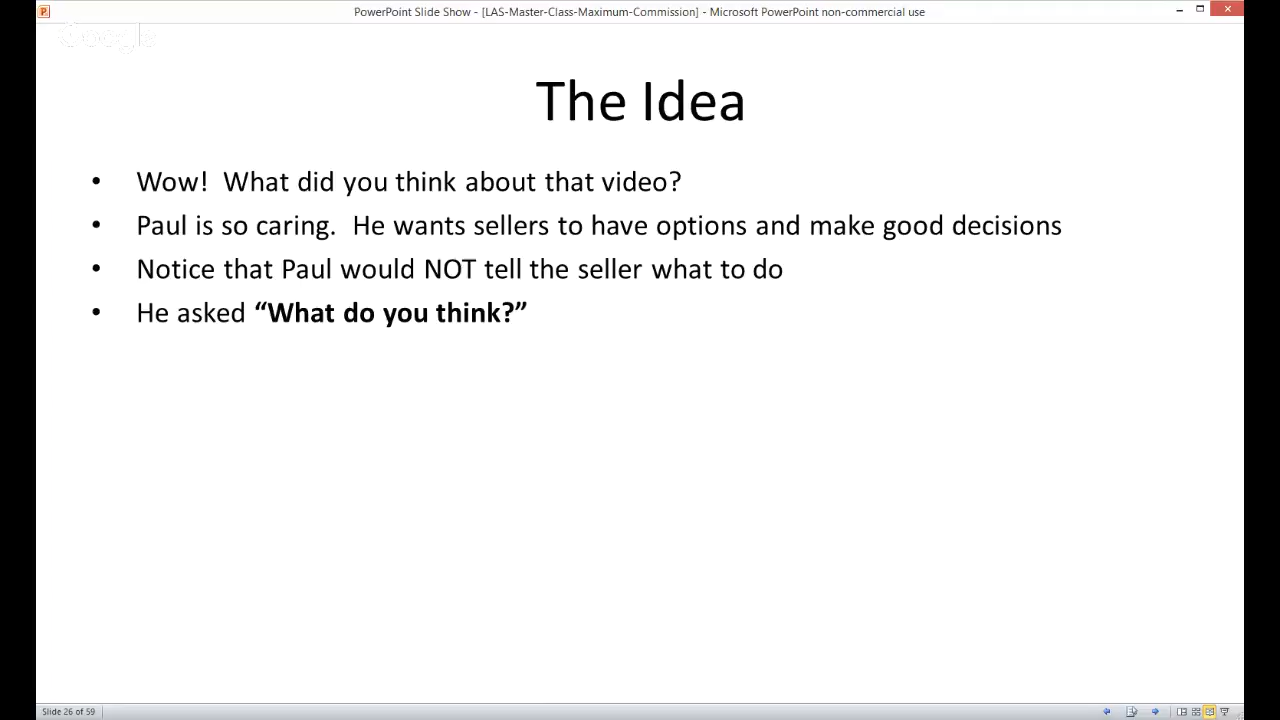 PowerPoint Slide Show - [LAS-Master-Class-Maximum-Commission] - Microsoft PowerPoint non-commercial use
Google
The Idea
• Wow!  What did you think about that video?
• Paul is so caring.  He wants sellers to have options and make good decisions
• Notice that Paul would NOT tell the seller what to do
• He asked “What do you think?”
Slide 26 of 59